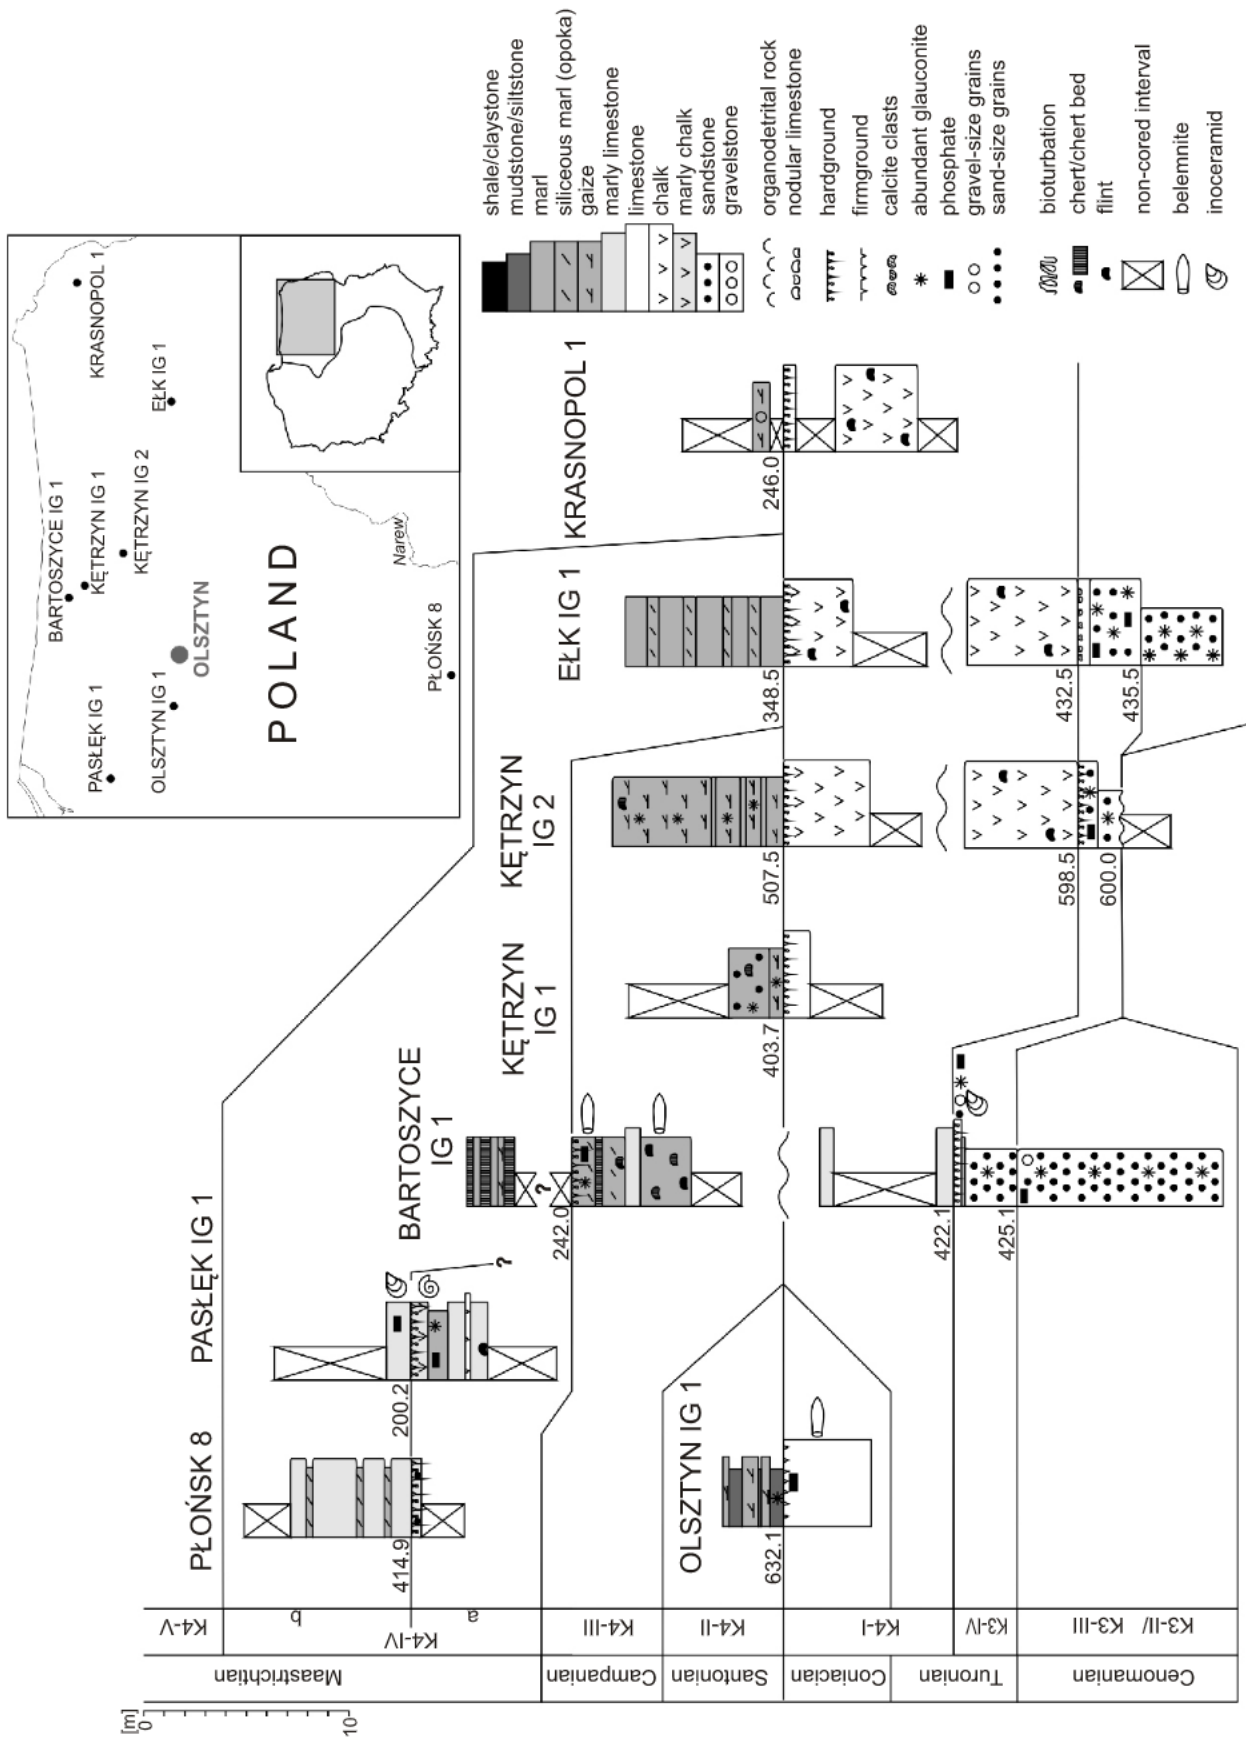 BARTOSZYCE IG 1
KĘTRZYN IG 1
KĘTRZYN IG 2
KRASNOPOL 1
EŁK IG 1
PASŁĘK IG 1
OLSZTYN IG 1
OLSZTYN
POLAND
Narew
PŁOŃSK 8
shale/claystone
mudstone/siltstone
marl
siliceous marl (opoka)
gaize
marly limestone
limestone
chalk
marly chalk
sandstone
gravelstone
organodetrital rock
nodular limestone
hardground
firmground
calcite clasts
abundant glauconite
phosphate
gravel-size grains
sand-size grains
bioturbation
chert/chert bed
flint
non-cored interval
belemnite
inoceramid
PŁOŃSK 8
414.9
PASŁĘK IG 1
200.2
?
OLSZTYN IG 1
632.1
BARTOSZYCE
IG 1
?
242.0
422.1
425.1
KĘTRZYN
IG 1
403.7
KĘTRZYN
IG 2
507.5
598.5
600.0
EŁK IG 1
348.5
432.5
435.5
KRASNOPOL 1
246.0
K4-V
b
K4-IV
a
K4-III
K4-II
K4-I
K3-IV
K3-III
K3-II/
Maastrichtian
Campanian
Santonian
Coniacian
Turonian
Cenomanian
[m]
0
10